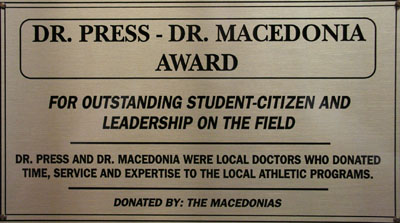 DR. PRESS - DR. MACEDONIA
AWARD
FOR OUTSTANDING STUDENT-CITIZEN AND
LEADERSHIP ON THE FIELD
DR. PRESS AND DR. MACEDONIA WERE LOCAL DOCTORS WHO DONATED
TIME, SERVICE AND EXPERTISE TO THE LOCAL ATHLETIC PROGRAMS.
DONATED BY: THE MACEDONIAS